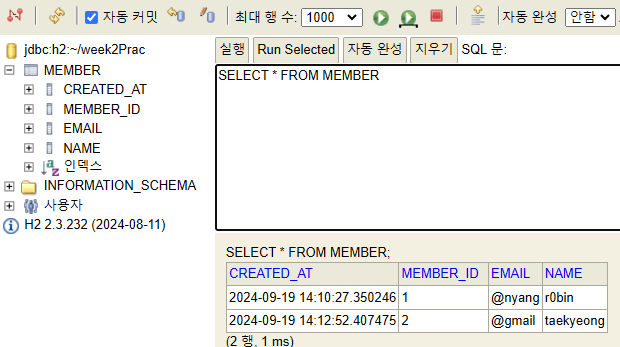 자동 커밋 최대 행 수: 1000 자동 완성 안함
jdbc:h2:~/week2Prac
MEMBER
CREATED_AT
MEMBER_ID
EMAIL
NAME
인덱스
INFORMATION_SCHEMA
사용자
H2 2.3.232 (2024-08-11)
실행 Run Selected 자동 완성 지우기 SQL 문:
SELECT * FROM MEMBER
SELECT * FROM MEMBER;
CREATED_AT MEMBER_ID EMAIL NAME
2024-09-19 14:10:27.350246 1 @nyang r0bin
2024-09-19 14:12:52.407475 2 @gmail taekyeong
(2 행, 1 ms)